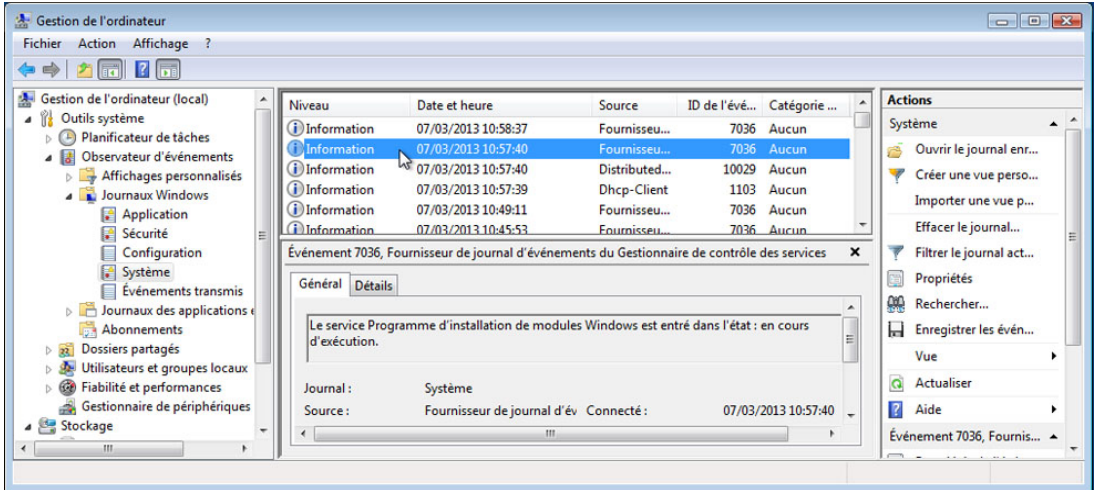 Gestion de l'ordinateur
Fichier Action Affichage ?
Gestion de l'ordinateur (local)
Outils système
Planificateur de tâches
Observateur d'événements
Affichages personnalisés
Journaux Windows
Application
Sécurité
Configuration
Système
Événements transmis
Journaux des applications e
Abonnements
Dossiers partagés
Utilisateurs et groupes locaux
Fiabilité et performances
Gestionnaire de périphériques
Stockage
Niveau Date et heure Source ID de l'évé... Catégorie ...
Information 07/03/2013 10:58:37 Fournisseu... 7036 Aucun
Information 07/03/2013 10:57:40 Fournisseu... 7036 Aucun
Information 07/03/2013 10:57:40 Distributed... 10029 Aucun
Information 07/03/2013 10:57:39 Dhcp-Client 1103 Aucun
Information 07/03/2013 10:49:11 Fournisseu... 7036 Aucun
Information 07/03/2013 10:45:53 Fournisseu... 7036 Aucun
Événement 7036, Fournisseur de journal d'événements du Gestionnaire de contrôle des services
Général Détails
Le service Programme d'installation de modules Windows est entré dans l'état : en cours
d'exécution.
Journal : Système
Source : Fournisseur de journal d'év Connecté : 07/03/2013 10:57:40
Actions
Système
Ouvrir le journal enr...
Créer une vue perso...
Importer une vue p...
Effacer le journal...
Filtrer le journal act...
Propriétés
Rechercher...
Enregistrer les évén...
Vue
Actualiser
Aide
Événement 7036, Fournis...